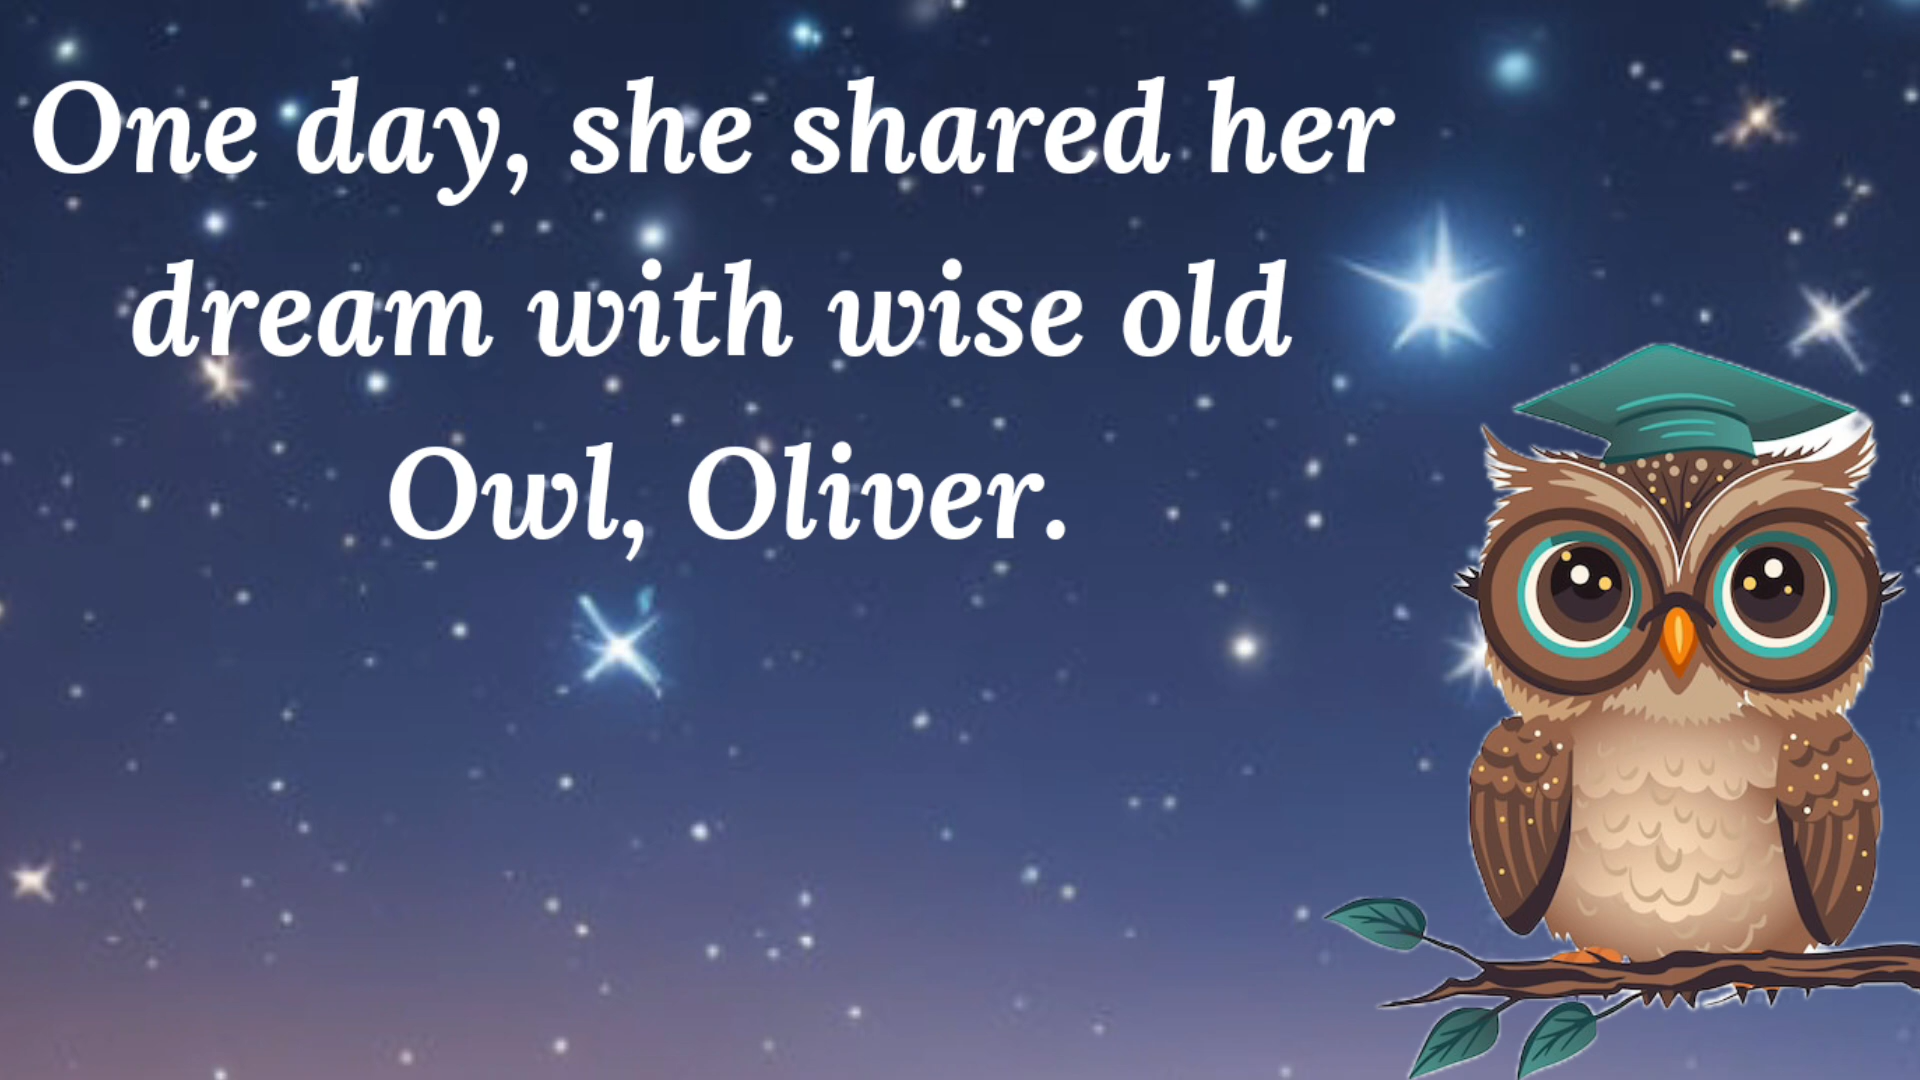 One day, she shared her
dream with wise old
Owl, Oliver.